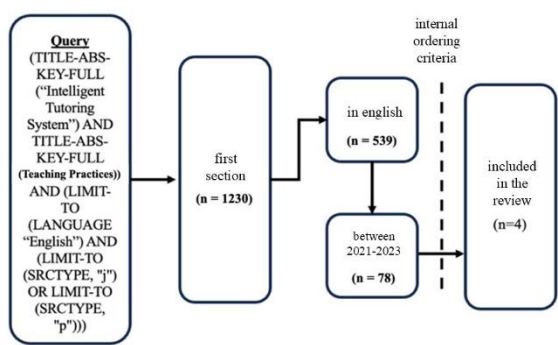 Query
(TITLE-ABS-
KEY-FULL
(“Intelligent
Tutoring
System”) AND
TITLE-ABS-
KEY-FULL
(Teaching Practices))
AND (LIMIT-
TO
(LANGUAGE
“English”) AND
(LIMIT-TO
(SRCTYPE, "j")
OR LIMIT-TO
(SRCTYPE,
"p")))
first
section
(n = 1230)
in english
(n = 539)
between
2021-2023
(n = 78)
internal
ordering
criteria
included
in the
review
(n=4)